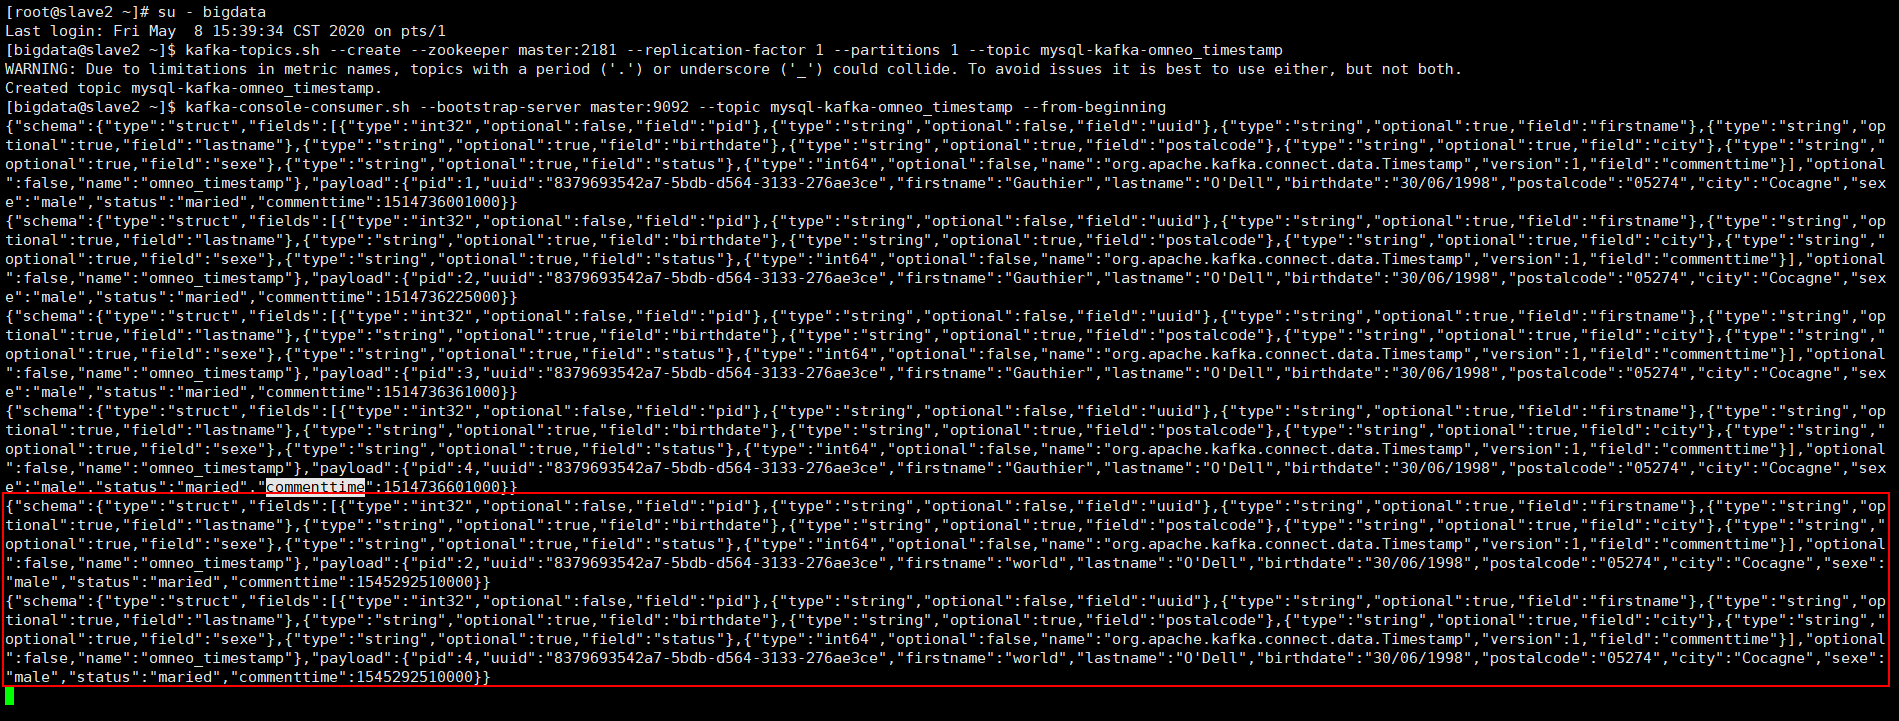 [root@slave2 ~]# su - bigdata
Last login: Fri May  8 15:39:34 CST 2020 on pts/1
[bigdata@slave2 ~]$ kafka-topics.sh --create --zookeeper master:2181 --replication-factor 1 --partitions 1 --topic mysql-kafka-omneo_timestamp
WARNING: Due to limitations in metric names, topics with a period ('.') or underscore ('_') could collide. To avoid issues it is best to use either, but not both.
Created topic mysql-kafka-omneo_timestamp.
[bigdata@slave2 ~]$ kafka-console-consumer.sh --bootstrap-server master:9092 --topic mysql-kafka-omneo_timestamp --from-beginning
{"schema":{"type":"struct","fields":[{"type":"int32","optional":false,"field":"pid"},{"type":"string","optional":false,"field":"uuid"},{"type":"string","optional":true,"field":"firstname"},{"type":"string","op
tional":true,"field":"lastname"},{"type":"string","optional":true,"field":"birthdate"},{"type":"string","optional":true,"field":"postalcode"},{"type":"string","optional":true,"field":"city"},{"type":"string","
optional":true,"field":"sexe"},{"type":"string","optional":true,"field":"status"},{"type":"int64","optional":false,"name":"org.apache.kafka.connect.data.Timestamp","version":1,"field":"commenttime"}],"optional
":false,"name":"omneo_timestamp"},"payload":{"pid":1,"uuid":"8379693542a7-5bdb-d564-3133-276ae3ce","firstname":"Gauthier","lastname":"O'Dell","birthdate":"30/06/1998","postalcode":"05274","city":"Cocagne","sex
e":"male","status":"maried","commenttime":1514736001000}}
{"schema":{"type":"struct","fields":[{"type":"int32","optional":false,"field":"pid"},{"type":"string","optional":false,"field":"uuid"},{"type":"string","optional":true,"field":"firstname"},{"type":"string","op
tional":true,"field":"lastname"},{"type":"string","optional":true,"field":"birthdate"},{"type":"string","optional":true,"field":"postalcode"},{"type":"string","optional":true,"field":"city"},{"type":"string","
optional":true,"field":"sexe"},{"type":"string","optional":true,"field":"status"},{"type":"int64","optional":false,"name":"org.apache.kafka.connect.data.Timestamp","version":1,"field":"commenttime"}],"optional
":false,"name":"omneo_timestamp"},"payload":{"pid":2,"uuid":"8379693542a7-5bdb-d564-3133-276ae3ce","firstname":"Gauthier","lastname":"O'Dell","birthdate":"30/06/1998","postalcode":"05274","city":"Cocagne","sex
e":"male","status":"maried","commenttime":1514736225000}}
{"schema":{"type":"struct","fields":[{"type":"int32","optional":false,"field":"pid"},{"type":"string","optional":false,"field":"uuid"},{"type":"string","optional":true,"field":"firstname"},{"type":"string","op
tional":true,"field":"lastname"},{"type":"string","optional":true,"field":"birthdate"},{"type":"string","optional":true,"field":"postalcode"},{"type":"string","optional":true,"field":"city"},{"type":"string","
optional":true,"field":"sexe"},{"type":"string","optional":true,"field":"status"},{"type":"int64","optional":false,"name":"org.apache.kafka.connect.data.Timestamp","version":1,"field":"commenttime"}],"optional
":false,"name":"omneo_timestamp"},"payload":{"pid":3,"uuid":"8379693542a7-5bdb-d564-3133-276ae3ce","firstname":"Gauthier","lastname":"O'Dell","birthdate":"30/06/1998","postalcode":"05274","city":"Cocagne","sex
e":"male","status":"maried","commenttime":1514736361000}}
{"schema":{"type":"struct","fields":[{"type":"int32","optional":false,"field":"pid"},{"type":"string","optional":false,"field":"uuid"},{"type":"string","optional":true,"field":"firstname"},{"type":"string","op
tional":true,"field":"lastname"},{"type":"string","optional":true,"field":"birthdate"},{"type":"string","optional":true,"field":"postalcode"},{"type":"string","optional":true,"field":"city"},{"type":"string","
optional":true,"field":"sexe"},{"type":"string","optional":true,"field":"status"},{"type":"int64","optional":false,"name":"org.apache.kafka.connect.data.Timestamp","version":1,"field":"commenttime"}],"optional
":false,"name":"omneo_timestamp"},"payload":{"pid":4,"uuid":"8379693542a7-5bdb-d564-3133-276ae3ce","firstname":"Gauthier","lastname":"O'Dell","birthdate":"30/06/1998","postalcode":"05274","city":"Cocagne","sex
e":"male","status":"maried","commenttime":1514736601000}}
{"schema":{"type":"struct","fields":[{"type":"int32","optional":false,"field":"pid"},{"type":"string","optional":false,"field":"uuid"},{"type":"string","optional":true,"field":"firstname"},{"type":"string","op
tional":true,"field":"lastname"},{"type":"string","optional":true,"field":"birthdate"},{"type":"string","optional":true,"field":"postalcode"},{"type":"string","optional":true,"field":"city"},{"type":"string","
optional":true,"field":"sexe"},{"type":"string","optional":true,"field":"status"},{"type":"int64","optional":false,"name":"org.apache.kafka.connect.data.Timestamp","version":1,"field":"commenttime"}],"optional
":false,"name":"omneo_timestamp"},"payload":{"pid":2,"uuid":"8379693542a7-5bdb-d564-3133-276ae3ce","firstname":"world","lastname":"O'Dell","birthdate":"30/06/1998","postalcode":"05274","city":"Cocagne","sexe":
"male","status":"maried","commenttime":1545292510000}}
{"schema":{"type":"struct","fields":[{"type":"int32","optional":false,"field":"pid"},{"type":"string","optional":false,"field":"uuid"},{"type":"string","optional":true,"field":"firstname"},{"type":"string","op
tional":true,"field":"lastname"},{"type":"string","optional":true,"field":"birthdate"},{"type":"string","optional":true,"field":"postalcode"},{"type":"string","optional":true,"field":"city"},{"type":"string","
optional":true,"field":"sexe"},{"type":"string","optional":true,"field":"status"},{"type":"int64","optional":false,"name":"org.apache.kafka.connect.data.Timestamp","version":1,"field":"commenttime"}],"optional
":false,"name":"omneo_timestamp"},"payload":{"pid":4,"uuid":"8379693542a7-5bdb-d564-3133-276ae3ce","firstname":"world","lastname":"O'Dell","birthdate":"30/06/1998","postalcode":"05274","city":"Cocagne","sexe":
"male","status":"maried","commenttime":1545292510000}}